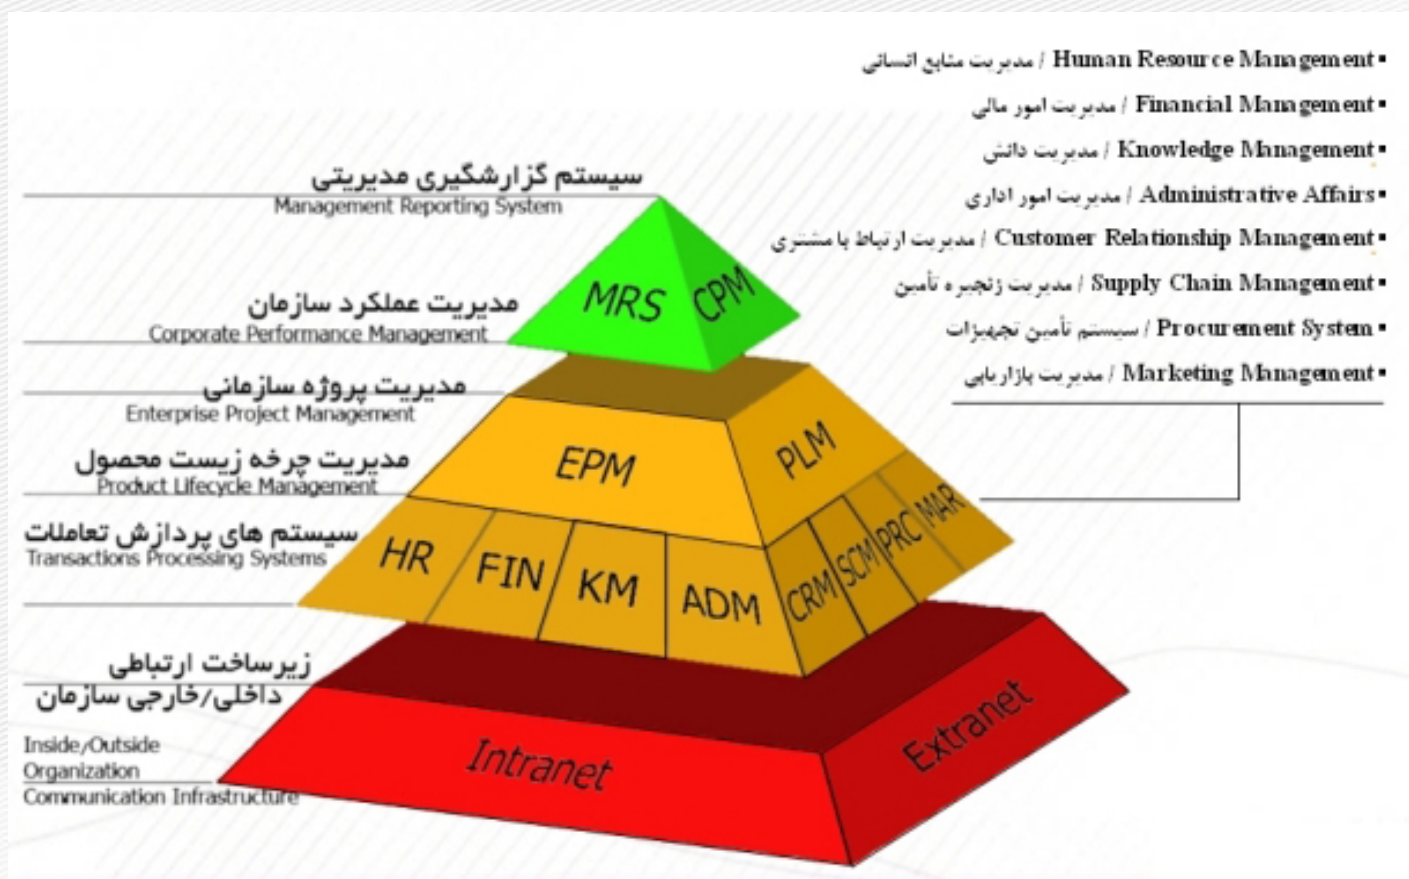 Human Resource Management / مدیریت منابع انسانی
Financial Management / مدیریت امور مالی
Knowledge Management / مدیریت دانش
Administrative Affairs / مدیریت امور اداری
Customer Relationship Management / مدیریت ارتباط با مشتری
Supply Chain Management / مدیریت زنجیره تأمین
Procurement System / سیستم تأمین تجهیزات
Marketing Management / مدیریت بازاریابی
سیستم گزارشگیری مدیریتی
Management Reporting System
مدیریت عملکرد سازمان
Corporate Performance Management
مدیریت پروژه سازمانی
Enterprise Project Management
مدیریت چرخه زیست محصول
Product Lifecycle Management
سیستم های پردازش تعاملات
Transactions Processing Systems
زیرساخت ارتباطی
داخلی/خارجی سازمان
Inside/Outside
Organization
Communication Infrastructure
MRS CPM
EPM PLM
HR FIN KM ADM CRM SCM PRC MAR
Intranet Extranet